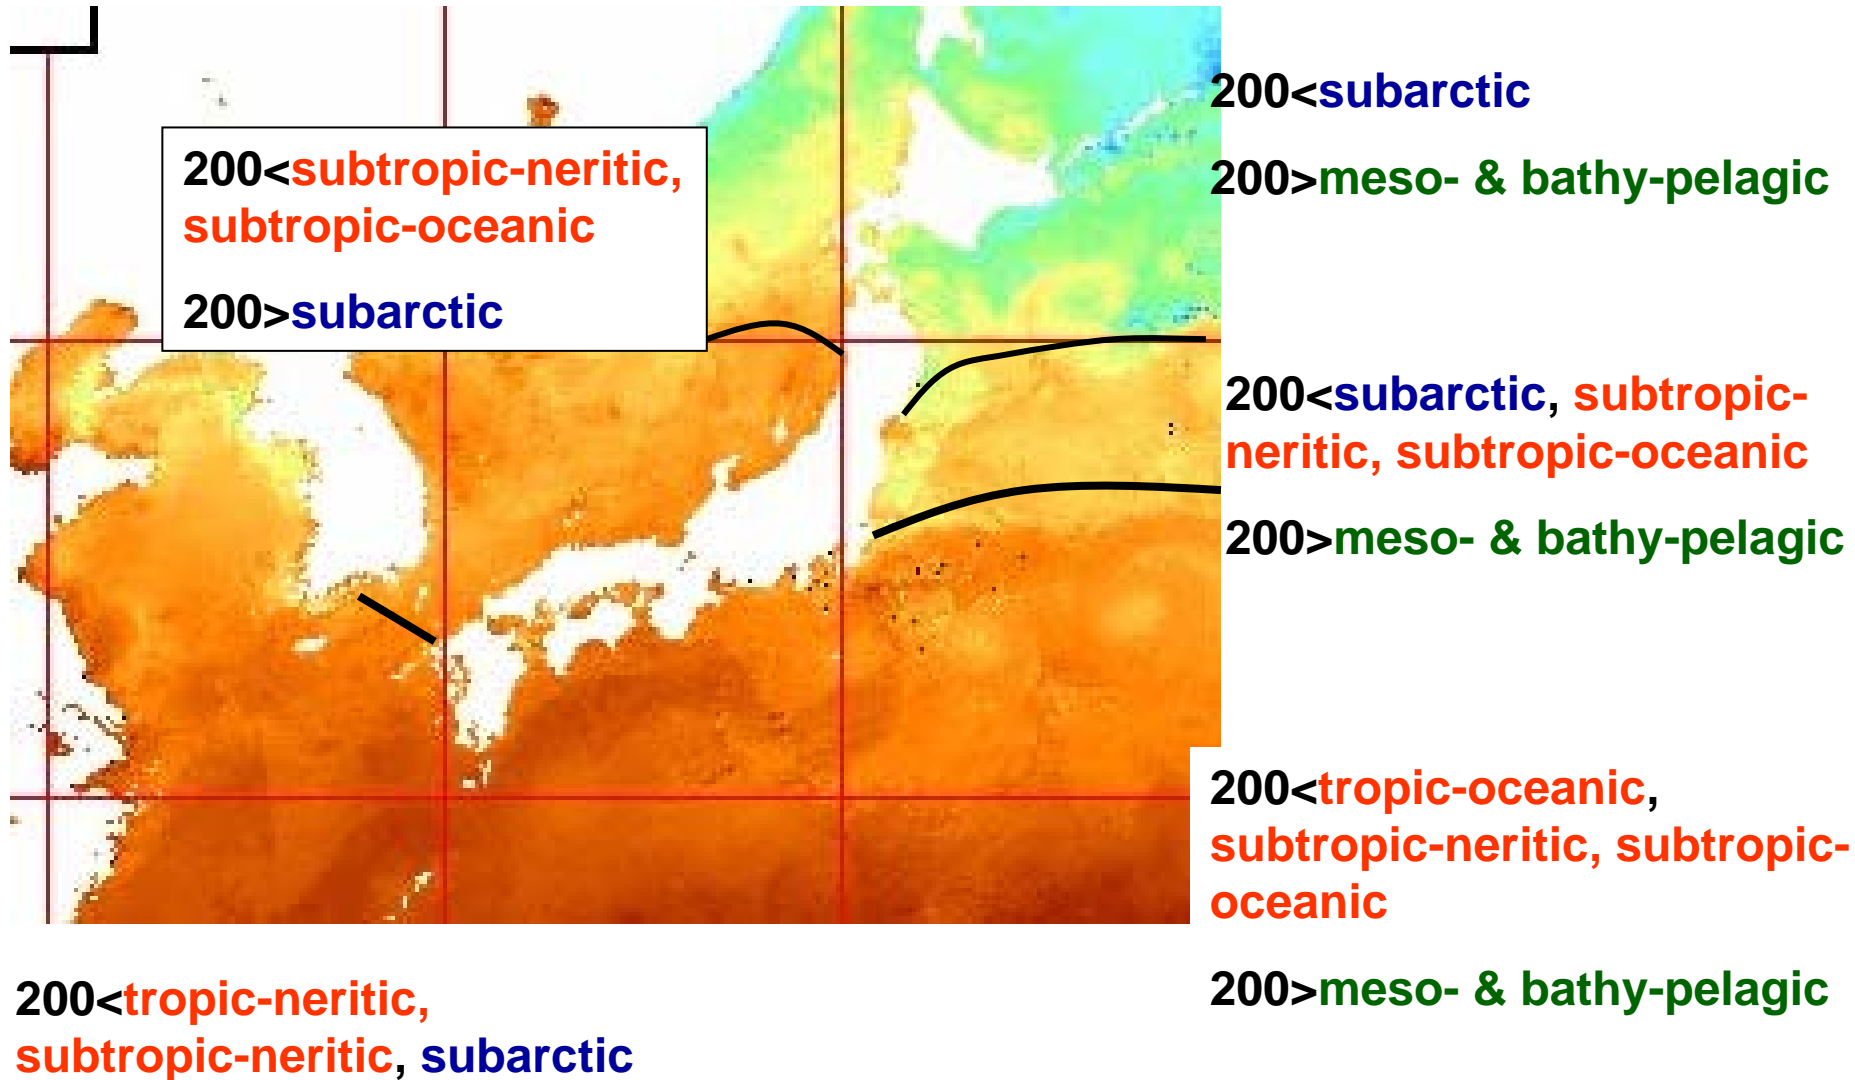 200<subtropic-neritic,
subtropic-oceanic
200>subarctic
200<subarctic
200>meso- & bathy-pelagic
200<subarctic, subtropic-
neritic, subtropic-oceanic
200>meso- & bathy-pelagic
200<tropic-oceanic,
subtropic-neritic, subtropic-
oceanic
200>meso- & bathy-pelagic
200<tropic-neritic,
subtropic-neritic, subarctic